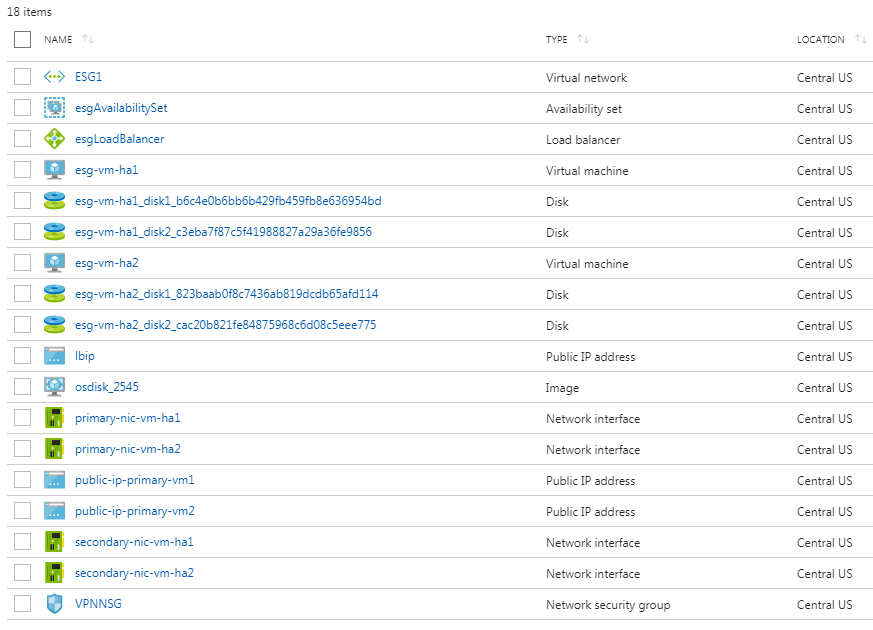 18 items
NAME TYPE LOCATION
ESG1 Virtual network Central US
esgAvailabilitySet Availability set Central US
esgLoadBalancer Load balancer Central US
esg-vm-ha1 Virtual machine Central US
esg-vm-ha1_disk1_b6c4e0b6bb6b429fb459fb8e636954bd Disk Central US
esg-vm-ha1_disk2_c3eba7f87c5f41988827a29a36fe9856 Disk Central US
esg-vm-ha2 Virtual machine Central US
esg-vm-ha2_disk1_823baab0f8c7436ab819dcdb65afd114 Disk Central US
esg-vm-ha2_disk2_cac20b821fe84875968c6d08c5eee775 Disk Central US
lbip Public IP address Central US
osdisk_2545 Image Central US
primary-nic-vm-ha1 Network interface Central US
primary-nic-vm-ha2 Network interface Central US
public-ip-primary-vm1 Public IP address Central US
public-ip-primary-vm2 Public IP address Central US
secondary-nic-vm-ha1 Network interface Central US
secondary-nic-vm-ha2 Network interface Central US
VPNNSG Network security group Central US